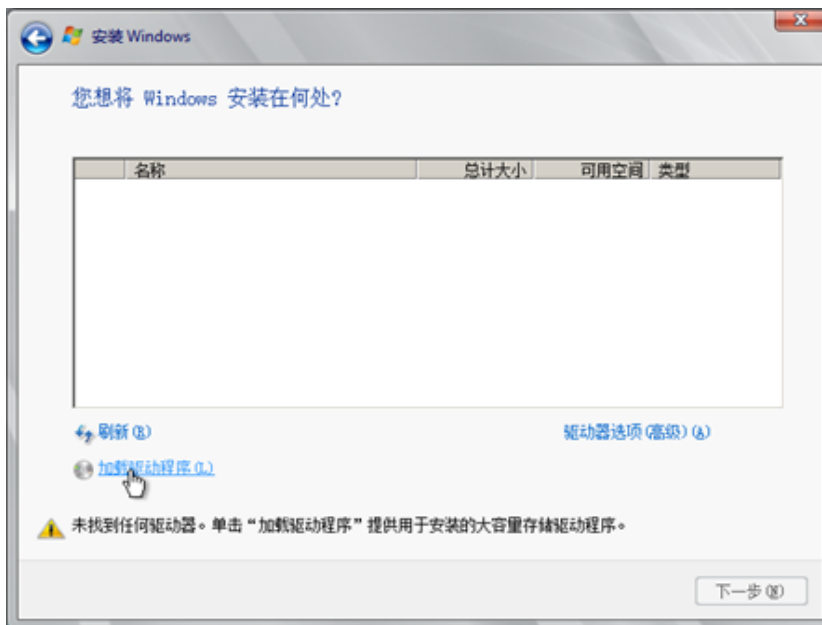 安装 Windows
您想将 Windows 安装在何处?
名称 总计大小 可用空间 类型
刷新(R) 驱动器选项(高级)(A)
加载驱动程序(L)
未找到任何驱动器。单击“加载驱动程序”提供用于安装的大容量存储驱动程序。
下一步(N)